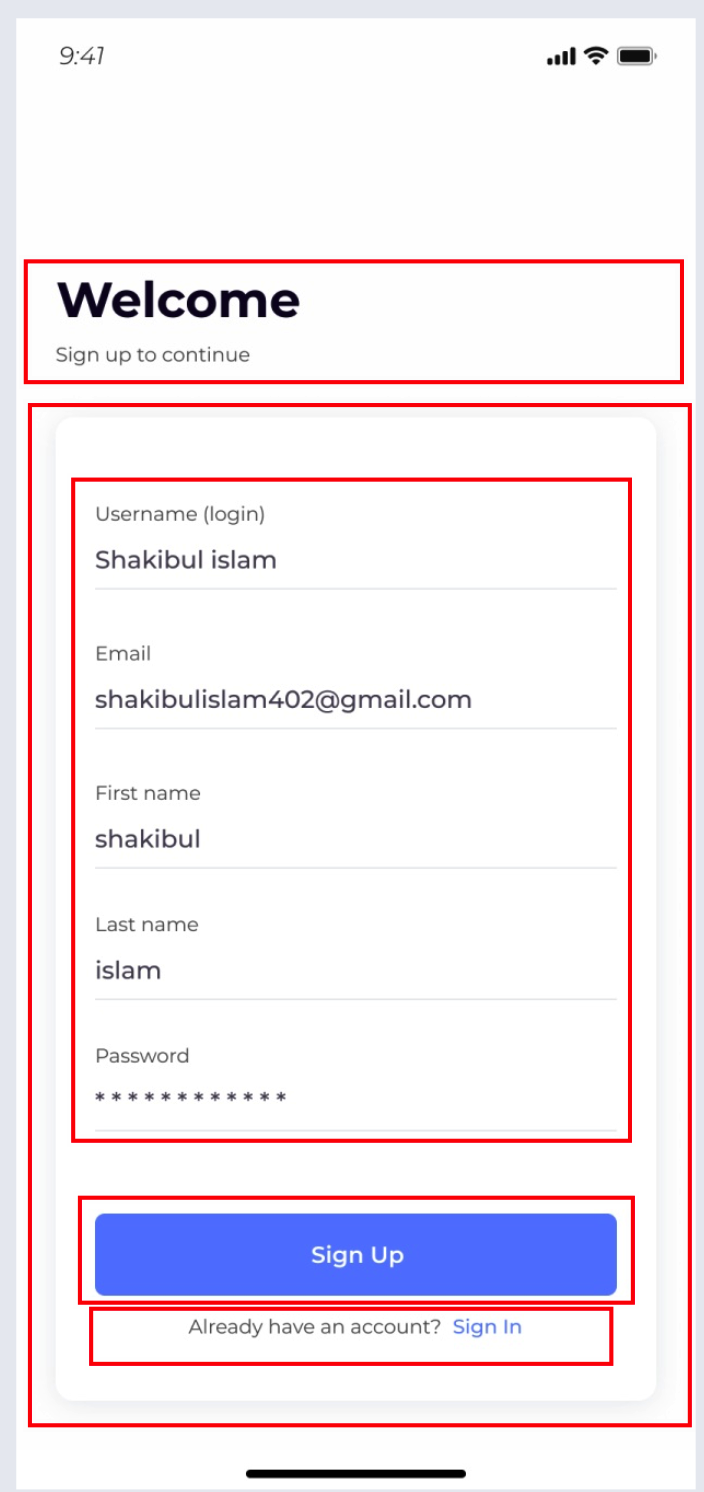 9:41
Welcome
Sign up to continue
Username (login)
Shakibul islam
Email
shakibulislam402@gmail.com
First name
shakibul
Last name
islam
Password
* * * * * * * * * * * *
Sign Up
Already have an account? Sign In